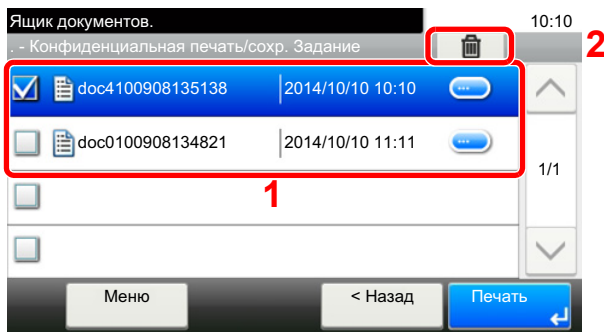 Ящик документов. 10:10
. - Конфиденциальная печать/сохр. Задание 2
doc4100908135138 2014/10/10 10:10 ...
doc0100908134821 2014/10/10 11:11 ...
1/1
1
Меню < Назад Печать